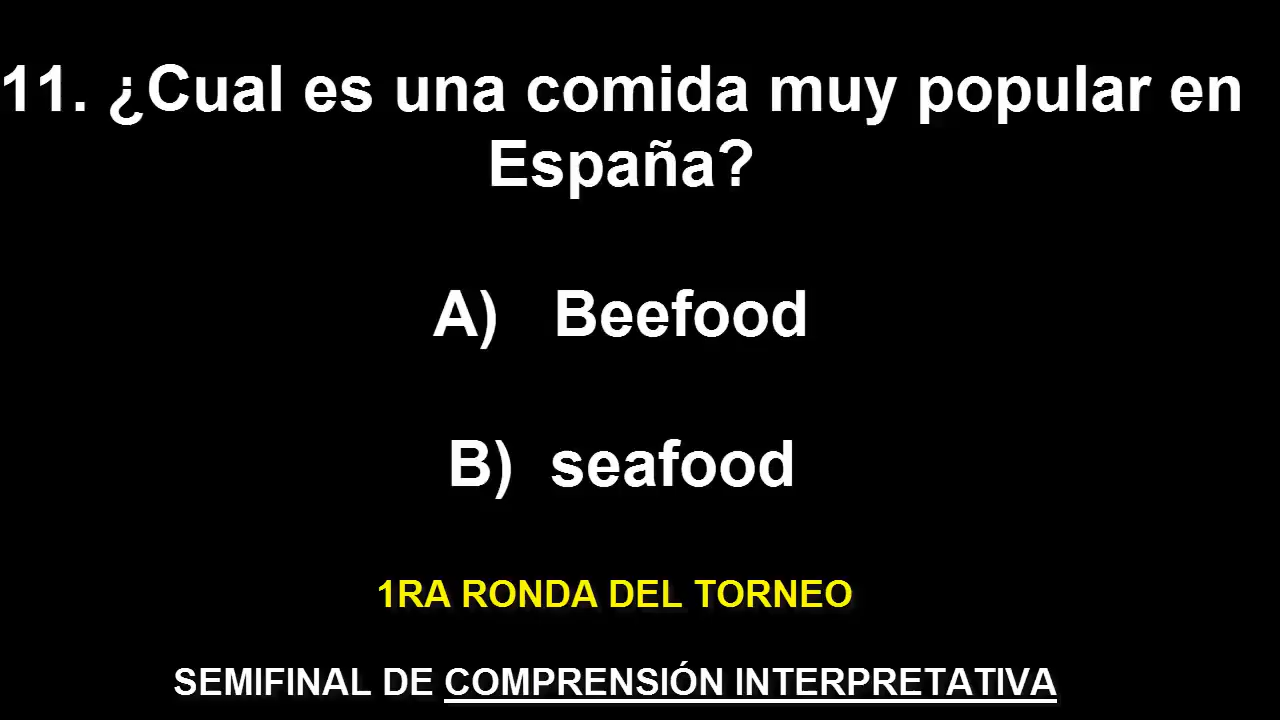 11. ¿Cual es una comida muy popular en
España?
A) Beefood
B) seafood
1RA RONDA DEL TORNEO
SEMIFINAL DE COMPRENSIÓN INTERPRETATIVA